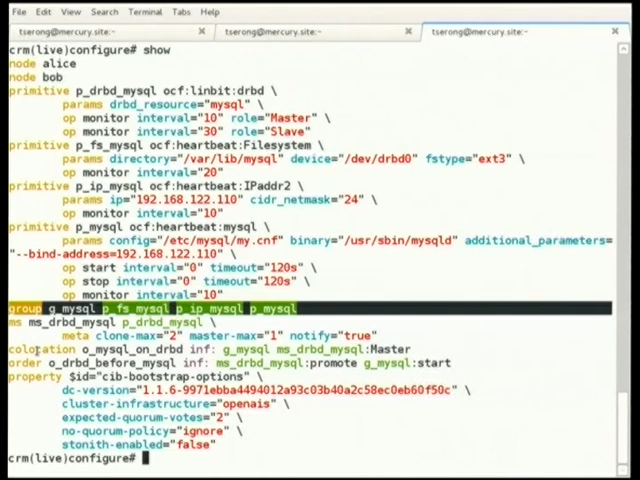 File Edit View Search Terminal Tabs Help
tserong@mercury.site:~ tserong@mercury.site:~ tserong@mercury.site:~
crm(live)configure# show
node alice
node bob
primitive p_drbd_mysql ocf:linbit:drbd \
params drbd_resource="mysql" \
op monitor interval="10" role="Master" \
op monitor interval="30" role="Slave"
primitive p_fs_mysql ocf:heartbeat:Filesystem \
params directory="/var/lib/mysql" device="/dev/drbd0" fstype="ext3" \
op monitor interval="20"
primitive p_ip_mysql ocf:heartbeat:IPaddr2 \
params ip="192.168.122.110" cidr_netmask="24" \
op monitor interval="10"
primitive p_mysql ocf:heartbeat:mysql \
params config="/etc/mysql/my.cnf" binary="/usr/sbin/mysqld" additional_parameters=
"--bind-address=192.168.122.110" \
op start interval="0" timeout="120s" \
op stop interval="0" timeout="120s" \
op monitor interval="10"
group g_mysql p_fs_mysql p_ip_mysql p_mysql
ms ms_drbd_mysql p_drbd_mysql \
meta clone-max="2" master-max="1" notify="true"
colocation o_mysql_on_drbd inf: g_mysql ms_drbd_mysql:Master
order o_drbd_before_mysql inf: ms_drbd_mysql:promote g_mysql:start
property $id="cib-bootstrap-options" \
dc-version="1.1.6-9971ebba4494012a93c03b40a2c58ec0eb60f50c" \
cluster-infrastructure="openais" \
expected-quorum-votes="2" \
no-quorum-policy="ignore" \
stonith-enabled="false"
crm(live)configure#